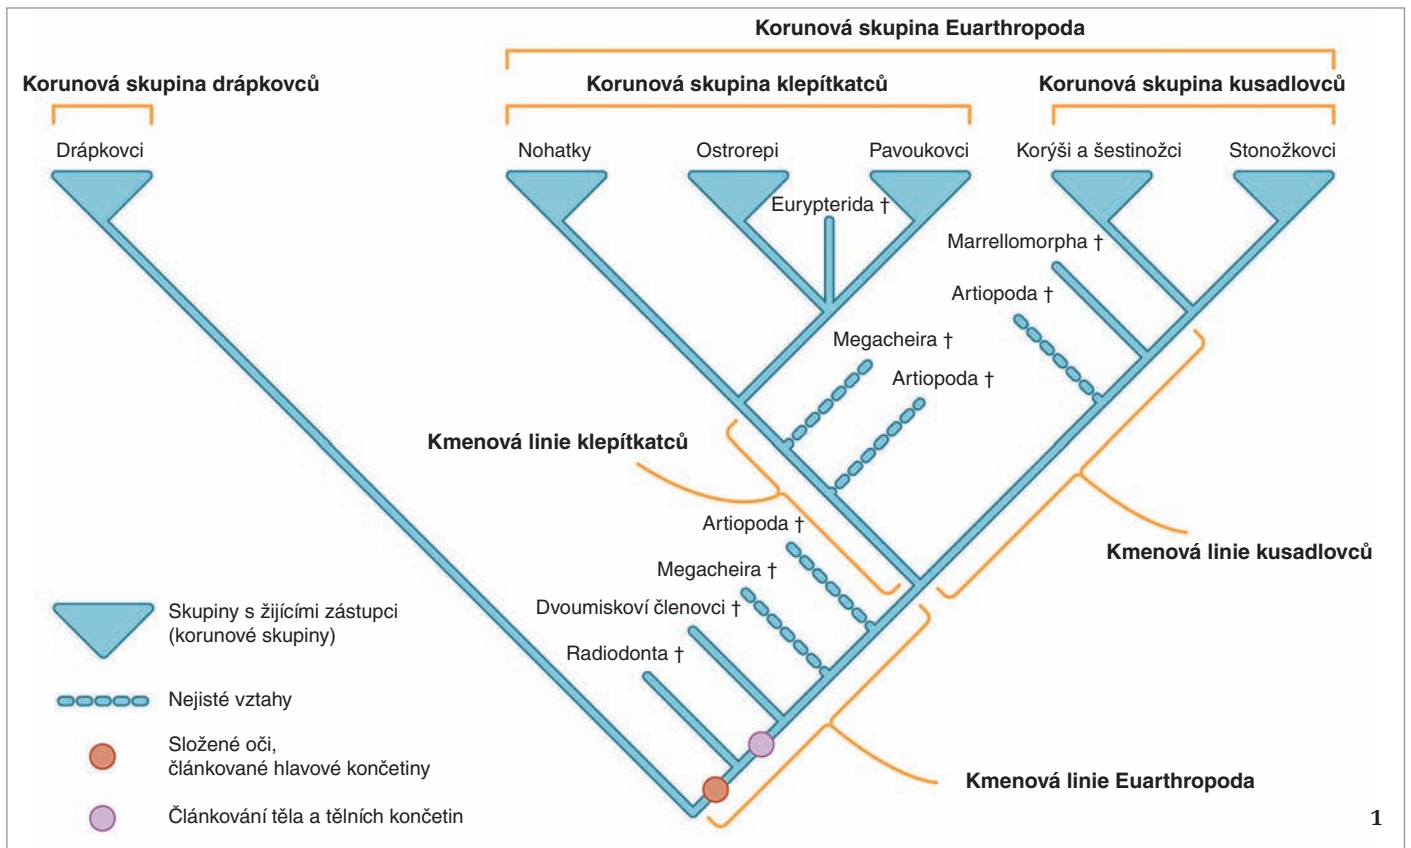 Korunová skupina Euarthropoda
Korunová skupina drápkovců
Korunová skupina klepítkatců
Korunová skupina kusadlovců
Drápkovci
Nohatky
Ostrorepi
Pavoukovci
Korýši a šestinožci
Stonožkovci
Eurypterida †
Marrellomorpha †
Artiopoda †
Megacheira †
Artiopoda †
Kmenová linie klepítkatců
Artiopoda †
Kmenová linie kusadlovců
Megacheira †
Dvoumiskoví členovci †
Radiodonta †
Kmenová linie Euarthropoda
Skupiny s žijícími zástupci
(korunové skupiny)
Nejisté vztahy
Složené oči,
článkované hlavové končetiny
Článkování těla a tělních končetin
1